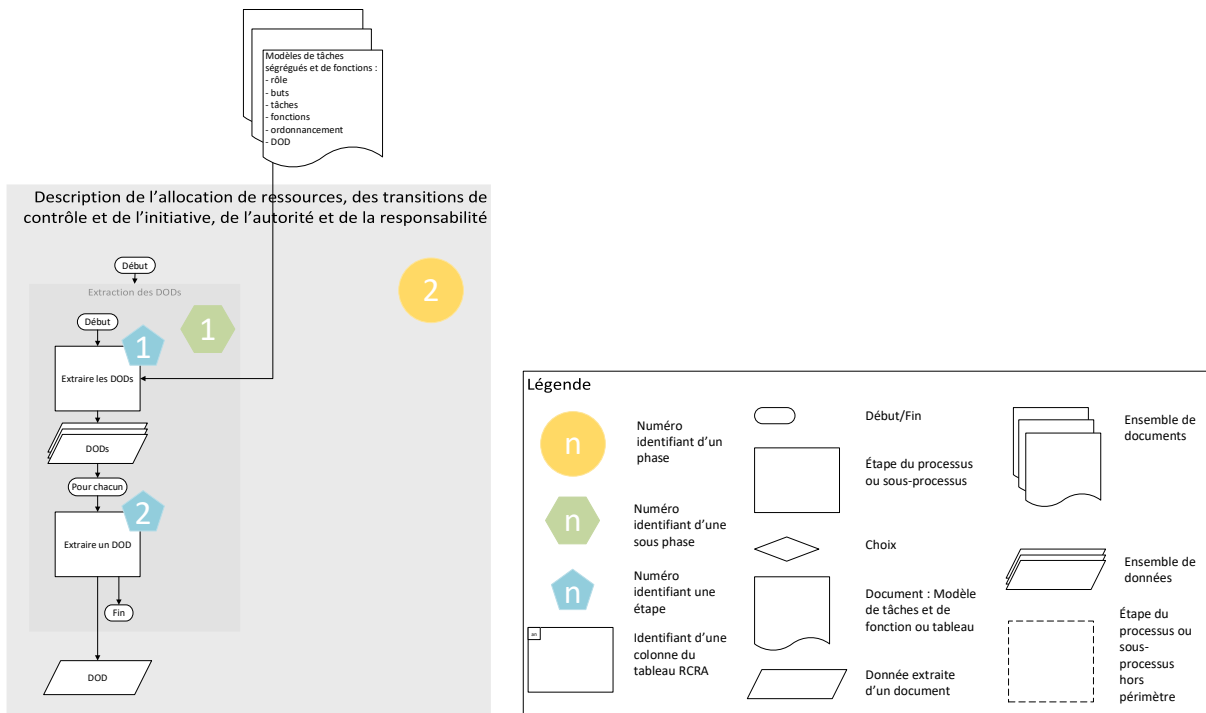 Modèles de tâches
ségrégués et de fonctions :
- rôle
- buts
- tâches
- fonctions
- ordonnancement
- DOD
Description de l'allocation de ressources, des transitions de
contrôle et de l'initiative, de l'autorité et de la responsabilité
Début
2
Extraction des DODs
Début
1
1
Extraire les DODs
DODs
Pour chacun
2
Extraire un DOD
Fin
DOD
Légende
n
Numéro
identifiant d'un
phase
n
Numéro
identifiant d'une
sous phase
n
Numéro
identifiant une
étape
an
Identifiant d'une
colonne du
tableau RCRA
Début/Fin
Étape du processus
ou sous-processus
Choix
Document : Modèle
de tâches et de
fonction ou tableau
Donnée extraite
d'un document
Ensemble de
documents
Ensemble de
données
Étape du
processus ou
sous-
processus
hors
périmètre